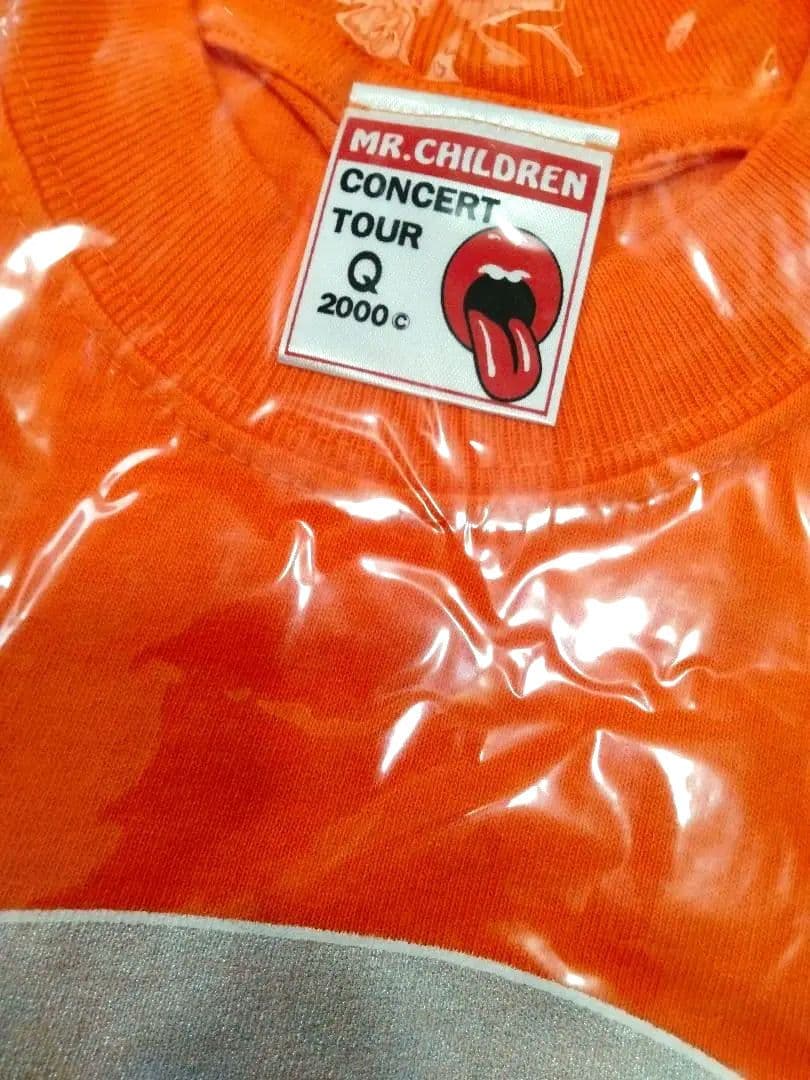 MR.CHILDREN
CONCERT
TOUR
Q
2000©